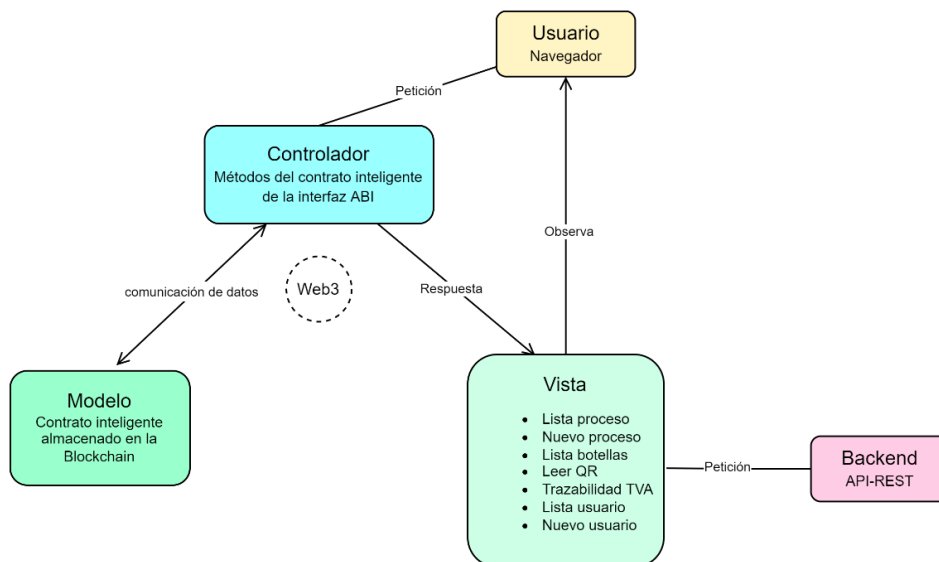 Usuario
Navegador
Petición
Controlador
Métodos del contrato inteligente
de la interfaz ABI
Observa
Web3
comunicación de datos
Respuesta
Modelo
Contrato inteligente
almacenado en la
Blockchain
Vista
• Lista proceso
• Nuevo proceso
• Lista botellas
• Leer QR
• Trazabilidad TVA
• Lista usuario
• Nuevo usuario
Petición
Backend
API-REST